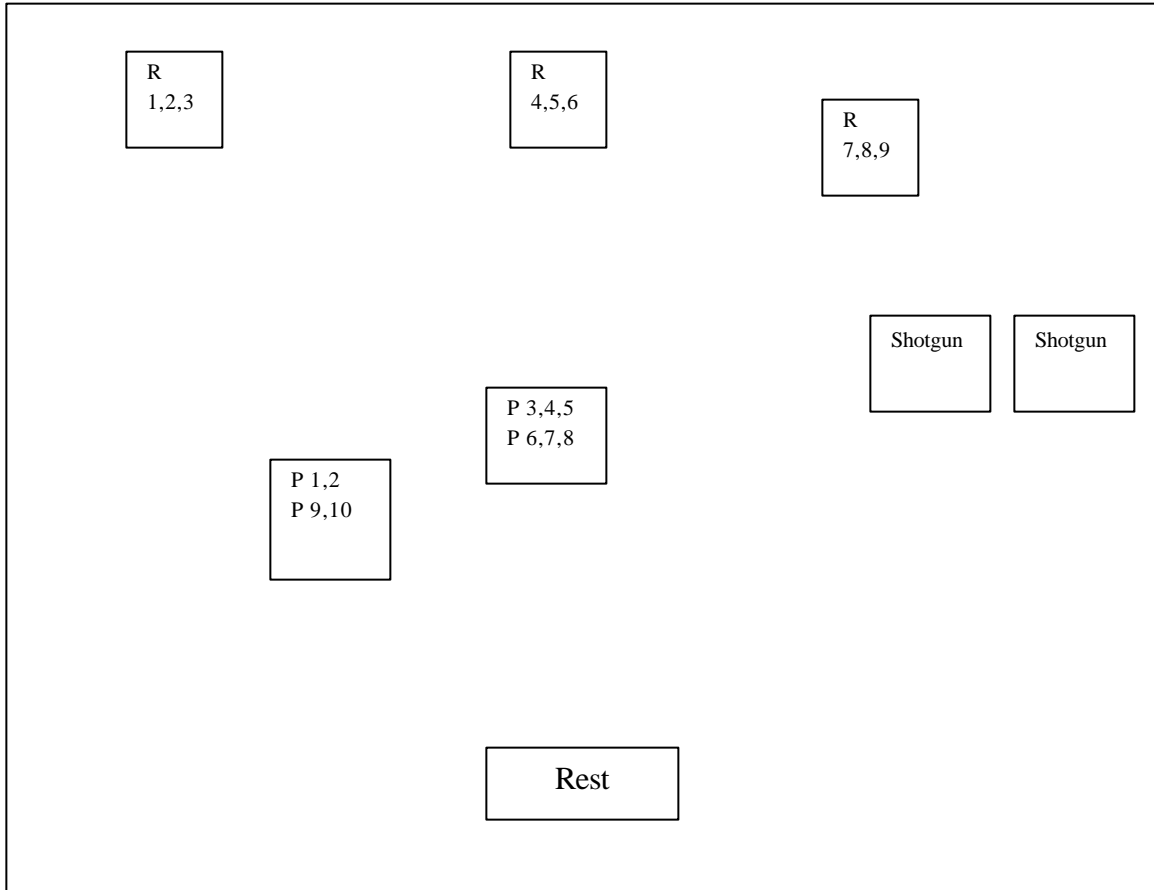 R
1,2,3
R
4,5,6
R
7,8,9
Shotgun
Shotgun
P 3,4,5
P 6,7,8
P 1,2
P 9,10
Rest